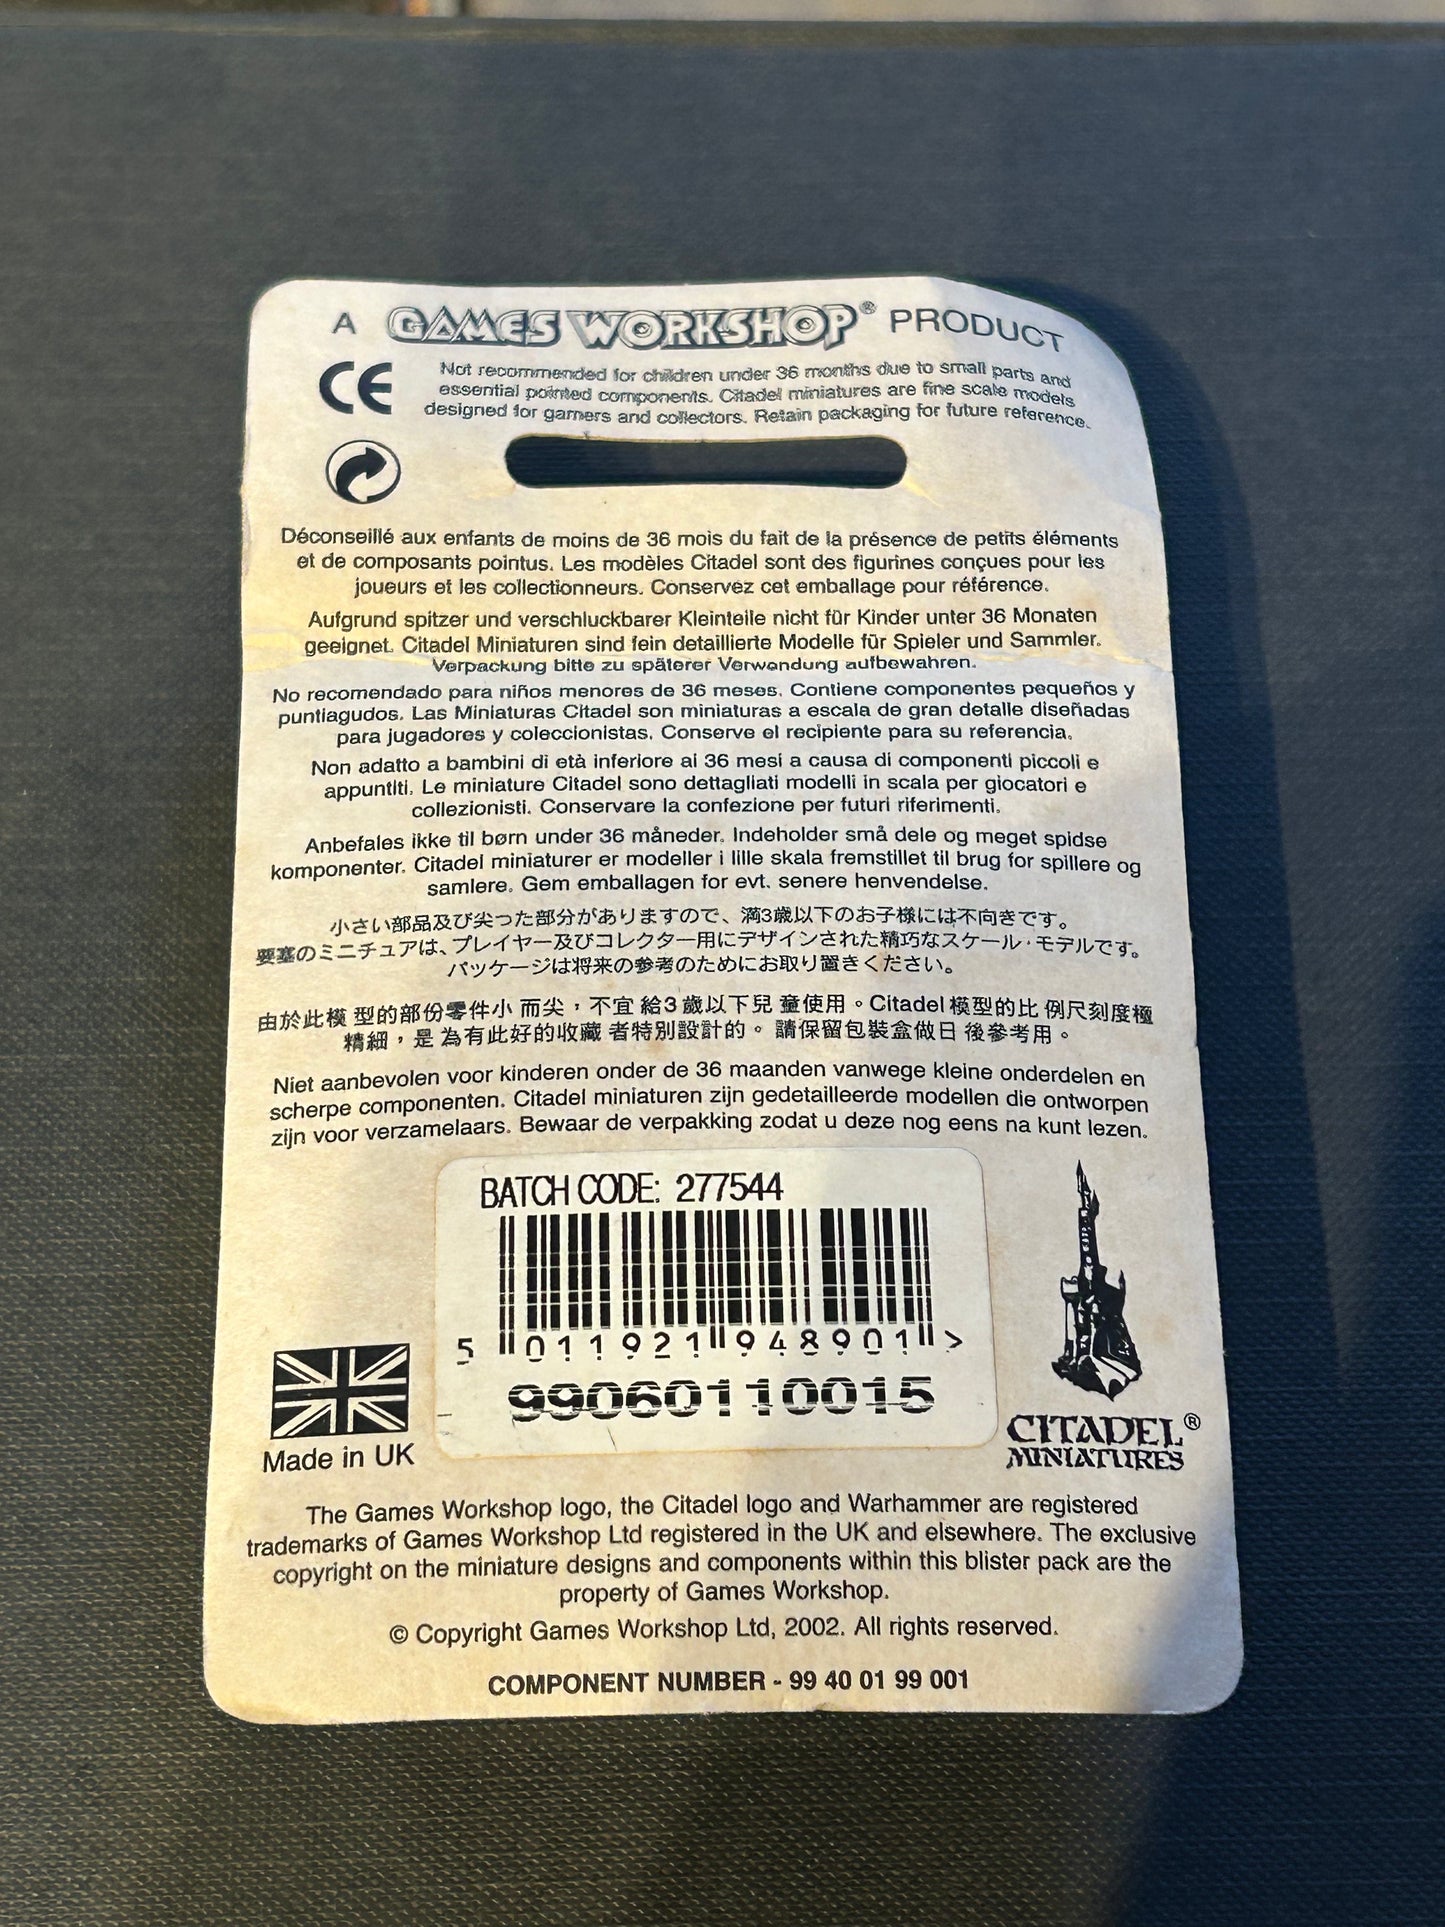 A GAMES WORKSHOP® PRODUCT
CE
Not recommended for children under 36 months due to small parts and
essential pointed components. Citadel miniatures are fine scale models
designed for gamers and collectors. Retain packaging for future reference.
Déconseillé aux enfants de moins de 36 mois du fait de la présence de petits éléments
et de composants pointus. Les modèles Citadel sont des figurines conçues pour les
joueurs et les collectionneurs. Conservez cet emballage pour référence.
Aufgrund spitzer und verschluckbarer Kleinteile nicht für Kinder unter 36 Monaten
geeignet. Citadel Miniaturen sind fein detaillierte Modelle für Spieler und Sammler.
Verpackung bitte zu späterer Verwendung aufbewahren.
No recomendado para niños menores de 36 meses. Contiene componentes pequeños y
puntiagudos. Las Miniaturas Citadel son miniaturas a escala de gran detalle diseñadas
para jugadores y coleccionistas. Conserve el recipiente para su referencia.
Non adatto a bambini di età inferiore ai 36 mesi a causa di componenti piccoli e
appuntiti. Le miniature Citadel sono dettagliati modelli in scala per giocatori e
collezionisti. Conservare la confezione per futuri riferimenti.
Anbefales ikke til børn under 36 måneder. Indeholder små dele og meget spidse
komponenter. Citadel miniaturer er modeller i lille skala fremstillet til brug for spillere og
samlere. Gem emballagen for evt. senere henvendelse.
小さい部品及び尖った部分がありますので、満3歳以下のお子様には不向きです。
要塞のミニチュアは、プレイヤー及びコレクター用にデザインされた精巧なスケール・モデルです。
パッケージは将来の参考のためにお取り置きください。
由於此模 型的部份零件小 而尖，不宜 給3歲以下兒 童使用。Citadel模型的比 例尺刻度極
精細，是 為有此好的收藏 者特別設計的。 請保留包裝盒做日 後參考用。
Niet aanbevolen voor kinderen onder de 36 maanden vanwege kleine onderdelen en
scherpe componenten. Citadel miniaturen zijn gedetailleerde modellen die ontworpen
zijn voor verzamelaars. Bewaar de verpakking zodat u deze nog eens na kunt lezen.
BATCH CODE: 277544
5 011921 948901 >
99060110015
Made in UK
CITADEL®
MINIATURES
The Games Workshop logo, the Citadel logo and Warhammer are registered
trademarks of Games Workshop Ltd registered in the UK and elsewhere. The exclusive
copyright on the miniature designs and components within this blister pack are the
property of Games Workshop.
© Copyright Games Workshop Ltd, 2002. All rights reserved.
COMPONENT NUMBER - 99 40 01 99 001